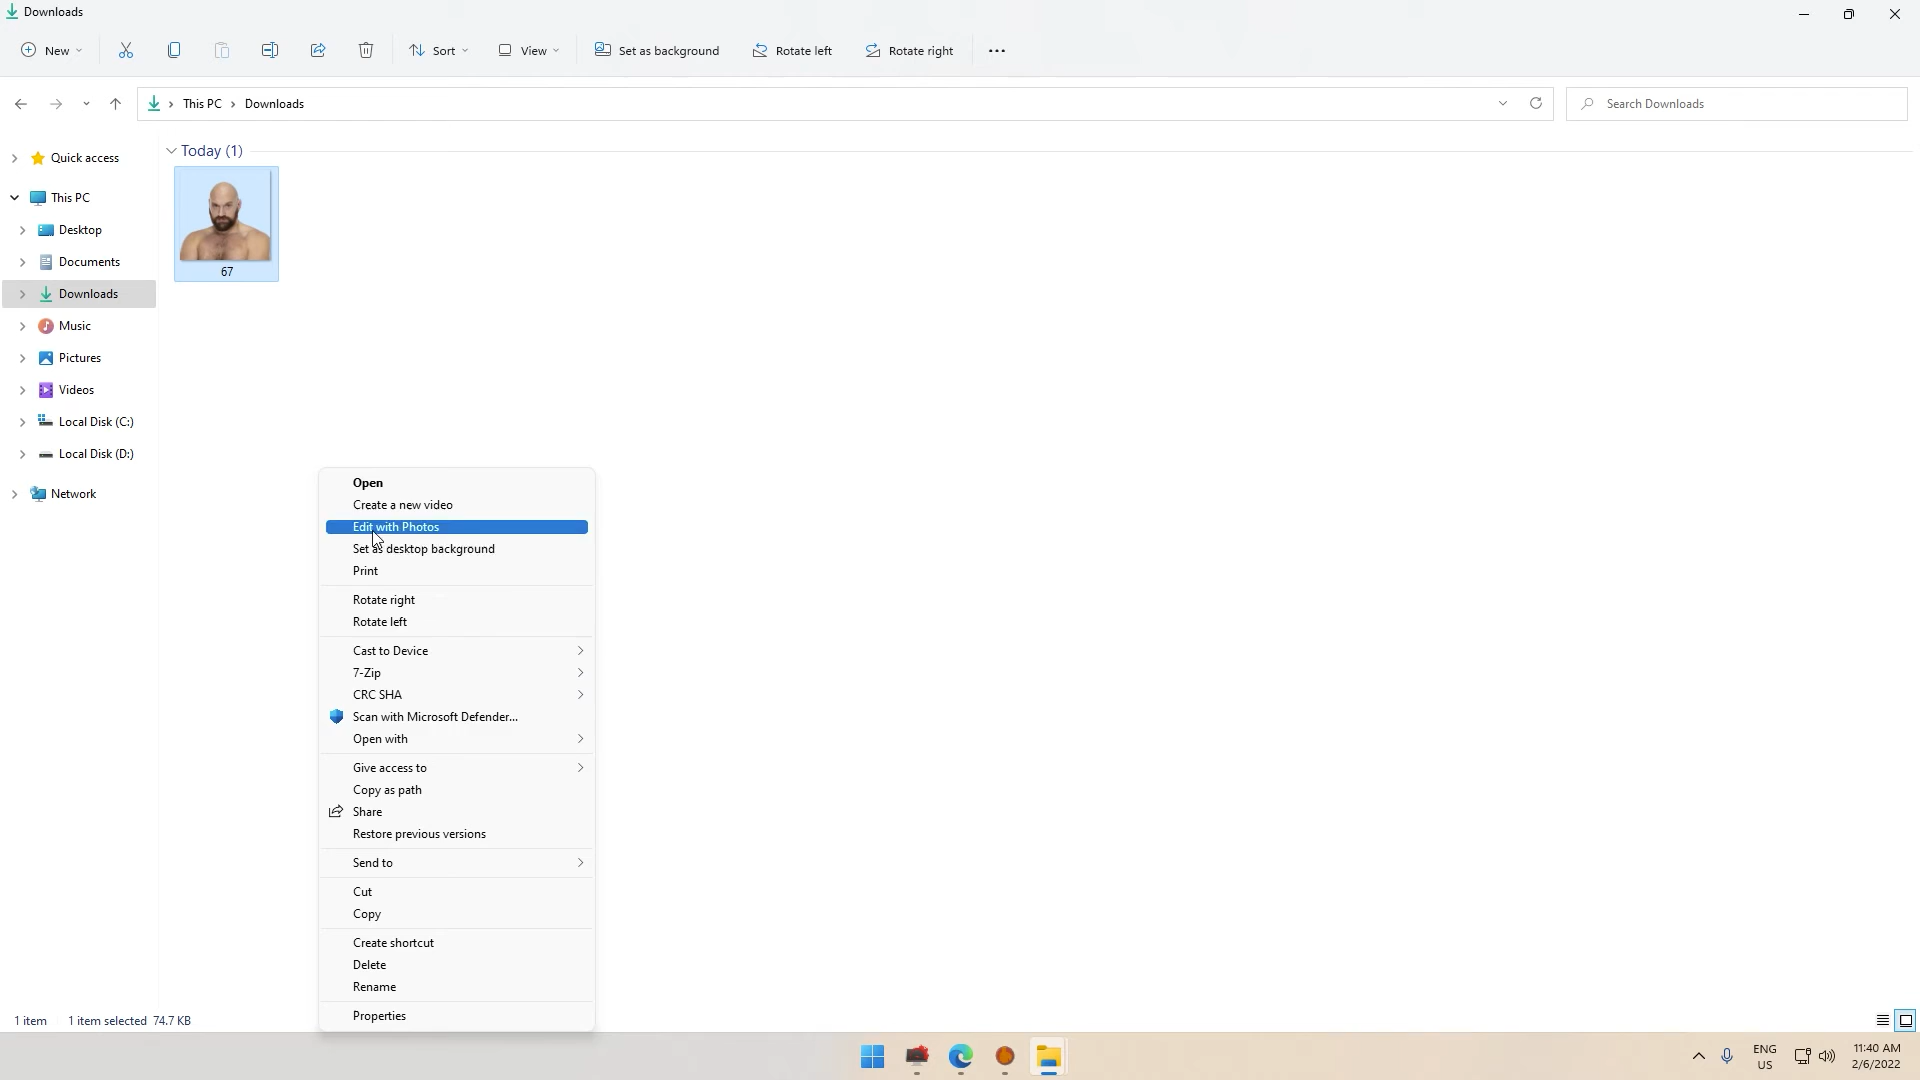 Downloads
New
Sort
View
Set as background
Rotate left
Rotate right
This PC
Downloads
Search Downloads
Quick access
This PC
Desktop
Documents
Downloads
Music
Pictures
Videos
Local Disk (C:)
Local Disk (D:)
Network
Today (1)
67
Open
Create a new video
Edit with Photos
Set as desktop background
Print
Rotate right
Rotate left
Cast to Device
7-Zip
CRC SHA
Scan with Microsoft Defender...
Open with
Give access to
Copy as path
Share
Restore previous versions
Send to
Cut
Copy
Create shortcut
Delete
Rename
Properties
1 item 1 item selected 74.7 KB
ENG
US
11:40 AM
2/6/2022